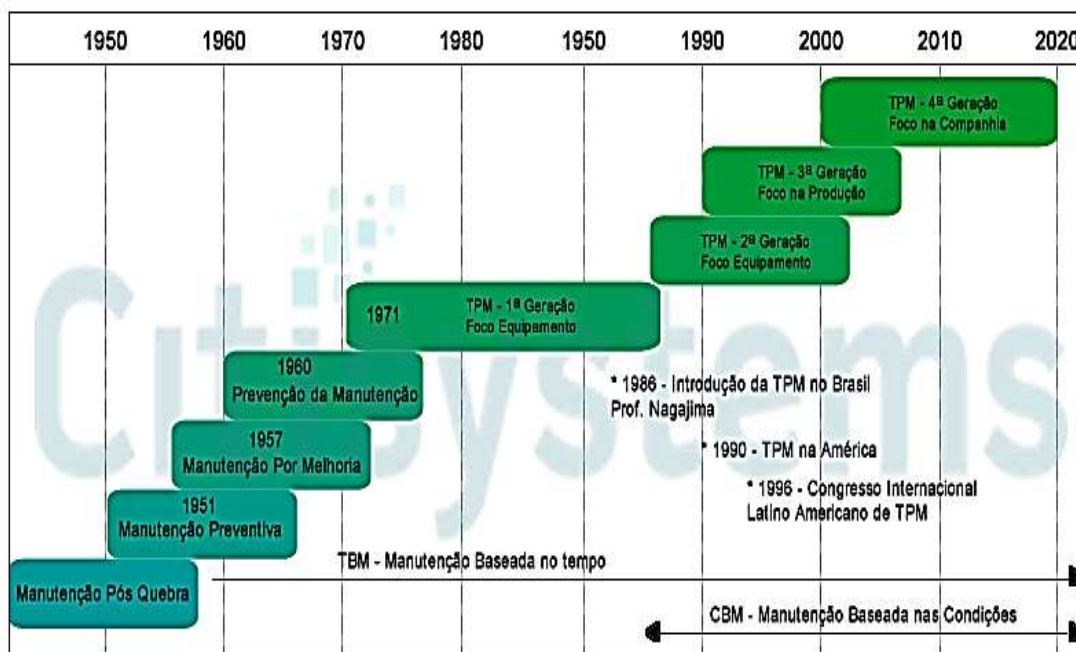 1950 1960 1970 1980 1950 1990 2000 2010 2020
TPM - 4ª Geração
Foco na Companhia
TPM - 3ª Geração
Foco na Produção
TPM - 2ª Geração
Foco Equipamento
1971
TPM - 1ª Geração
Foco Equipamento
1960
Prevenção da Manutenção
* 1986 - Introdução da TPM no Brasil
Prof. Nagajima
1957
Manutenção Por Melhoria
* 1990 - TPM na América
* 1996 - Congresso Internacional
Latino Americano de TPM
1951
Manutenção Preventiva
TBM - Manutenção Baseada no tempo
Manutenção Pós Quebra
CBM - Manutenção Baseada nas Condições
Citisystems